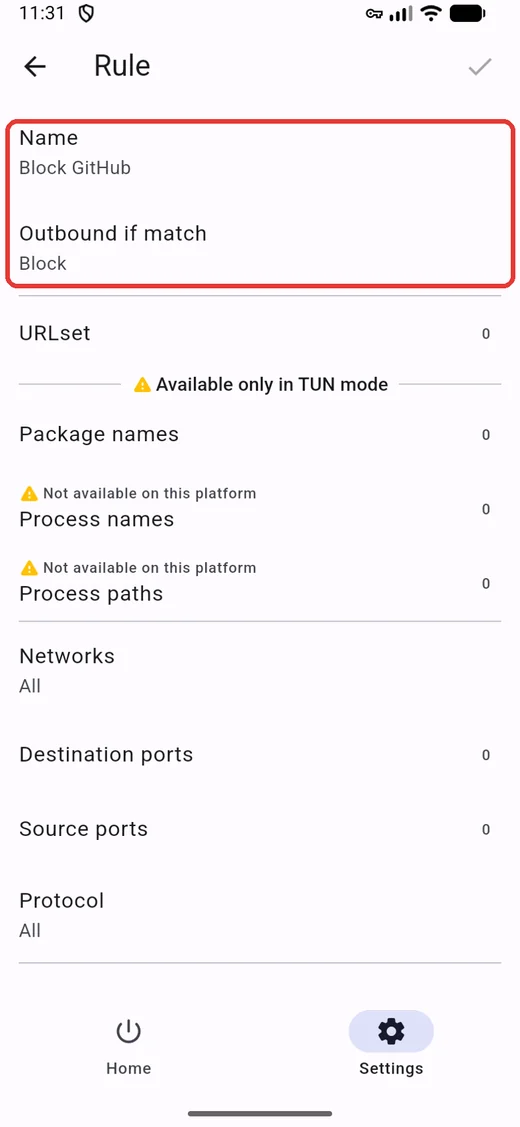 11:31
Rule
Name
Block GitHub
Outbound if match
Block
URLset
0
Available only in TUN mode
Package names
0
Not available on this platform
Process names
0
Not available on this platform
Process paths
0
Networks
All
Destination ports
0
Source ports
0
Protocol
All
Home
Settings